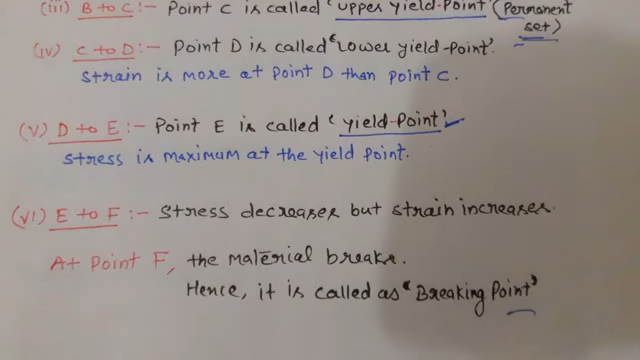 (iii) B to C :- Point C is called 'Upper Yield-Point' (Permanent set)
(iv) C to D :- Point D is called 'Lower Yield-Point'.
Strain is more at Point D than Point C.
(v) D to E :- Point E is called 'Yield-Point'
Stress is maximum at the yield point.
(vi) E to F :- Stress decreases but strain increases.
At Point F, the material breaks.
Hence, it is called as 'Breaking Point'